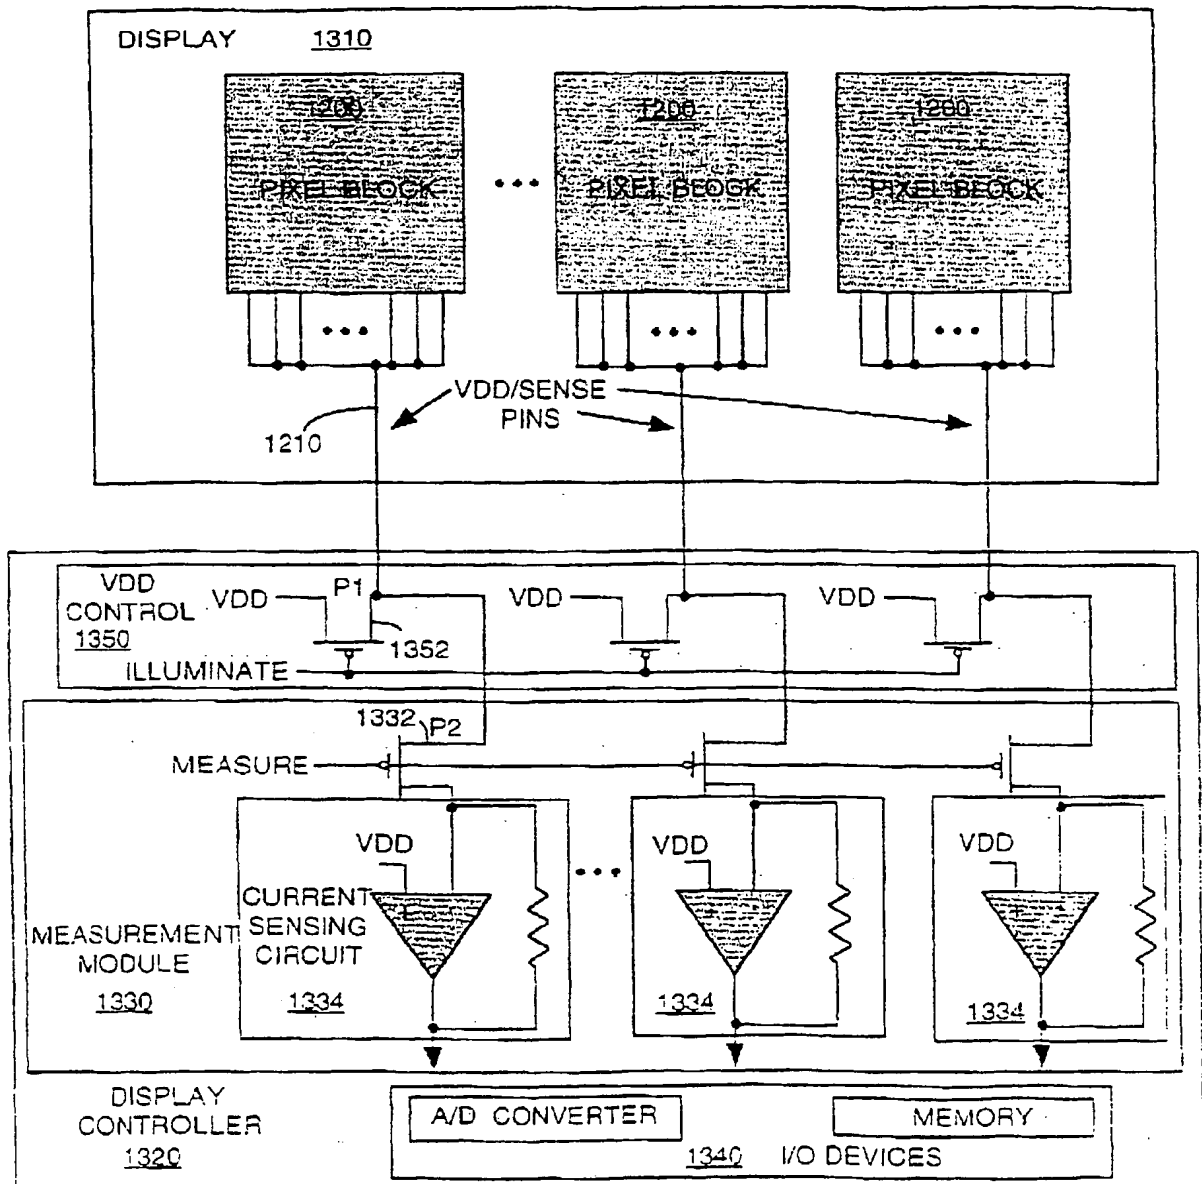 DISPLAY 1310
1200 1200 1200
PIXEL BLOCK PIXEL BLOCK PIXEL BLOCK
VDD/SENSE
PINS
1210
VDD
CONTROL
1350
VDD P1 VDD VDD
1352
ILLUMINATE
1332 P2
MEASURE
VDD VDD VDD
CURRENT
SENSING
CIRCUIT
1334 1334 1334
MEASUREMENT
MODULE
1330
DISPLAY
CONTROLLER
1320
A/D CONVERTER MEMORY
1340 I/O DEVICES